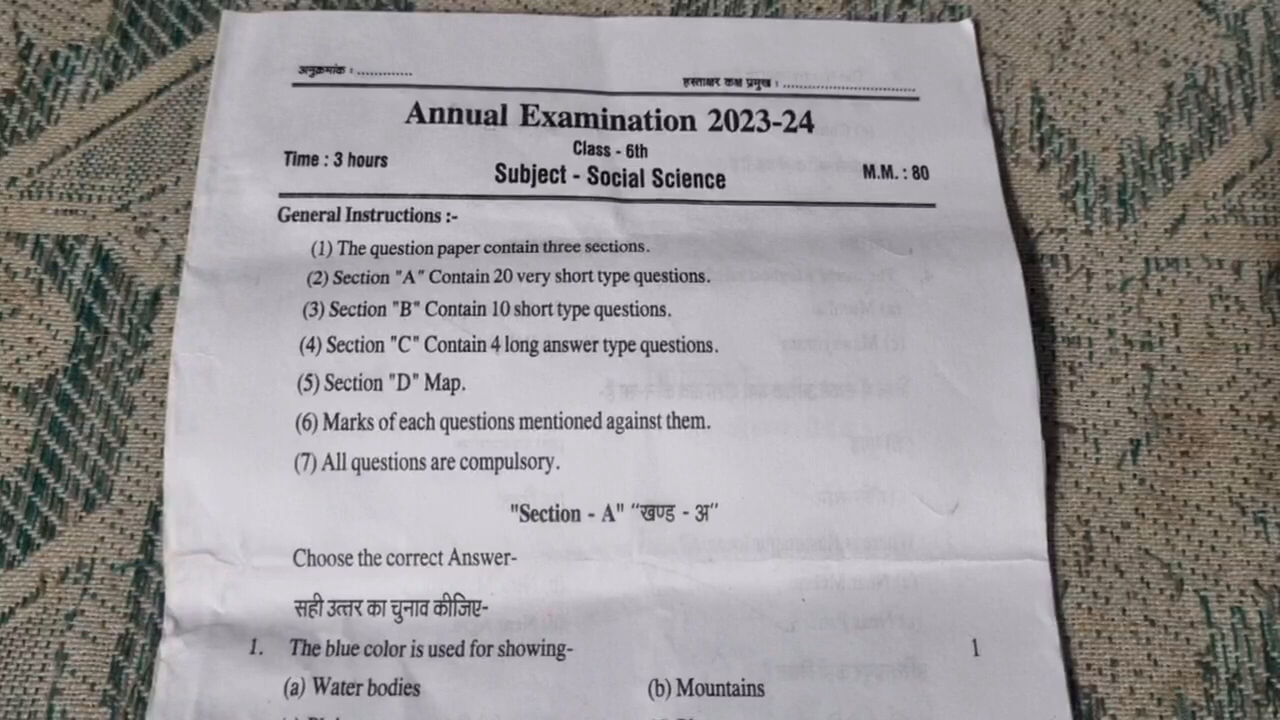 अनुक्रमांक : .............
हस्ताक्षर कक्ष प्रमुख : ..................................
Annual Examination 2023-24
Class - 6th
Time : 3 hours
Subject - Social Science
M.M. : 80
General Instructions :-
(1) The question paper contain three sections.
(2) Section "A" Contain 20 very short type questions.
(3) Section "B" Contain 10 short type questions.
(4) Section "C" Contain 4 long answer type questions.
(5) Section "D" Map.
(6) Marks of each questions mentioned against them.
(7) All questions are compulsory.
"Section - A" “खण्ड - अ”
Choose the correct Answer-
सही उत्तर का चुनाव कीजिए-
1. The blue color is used for showing- 1
(a) Water bodies (b) Mountains